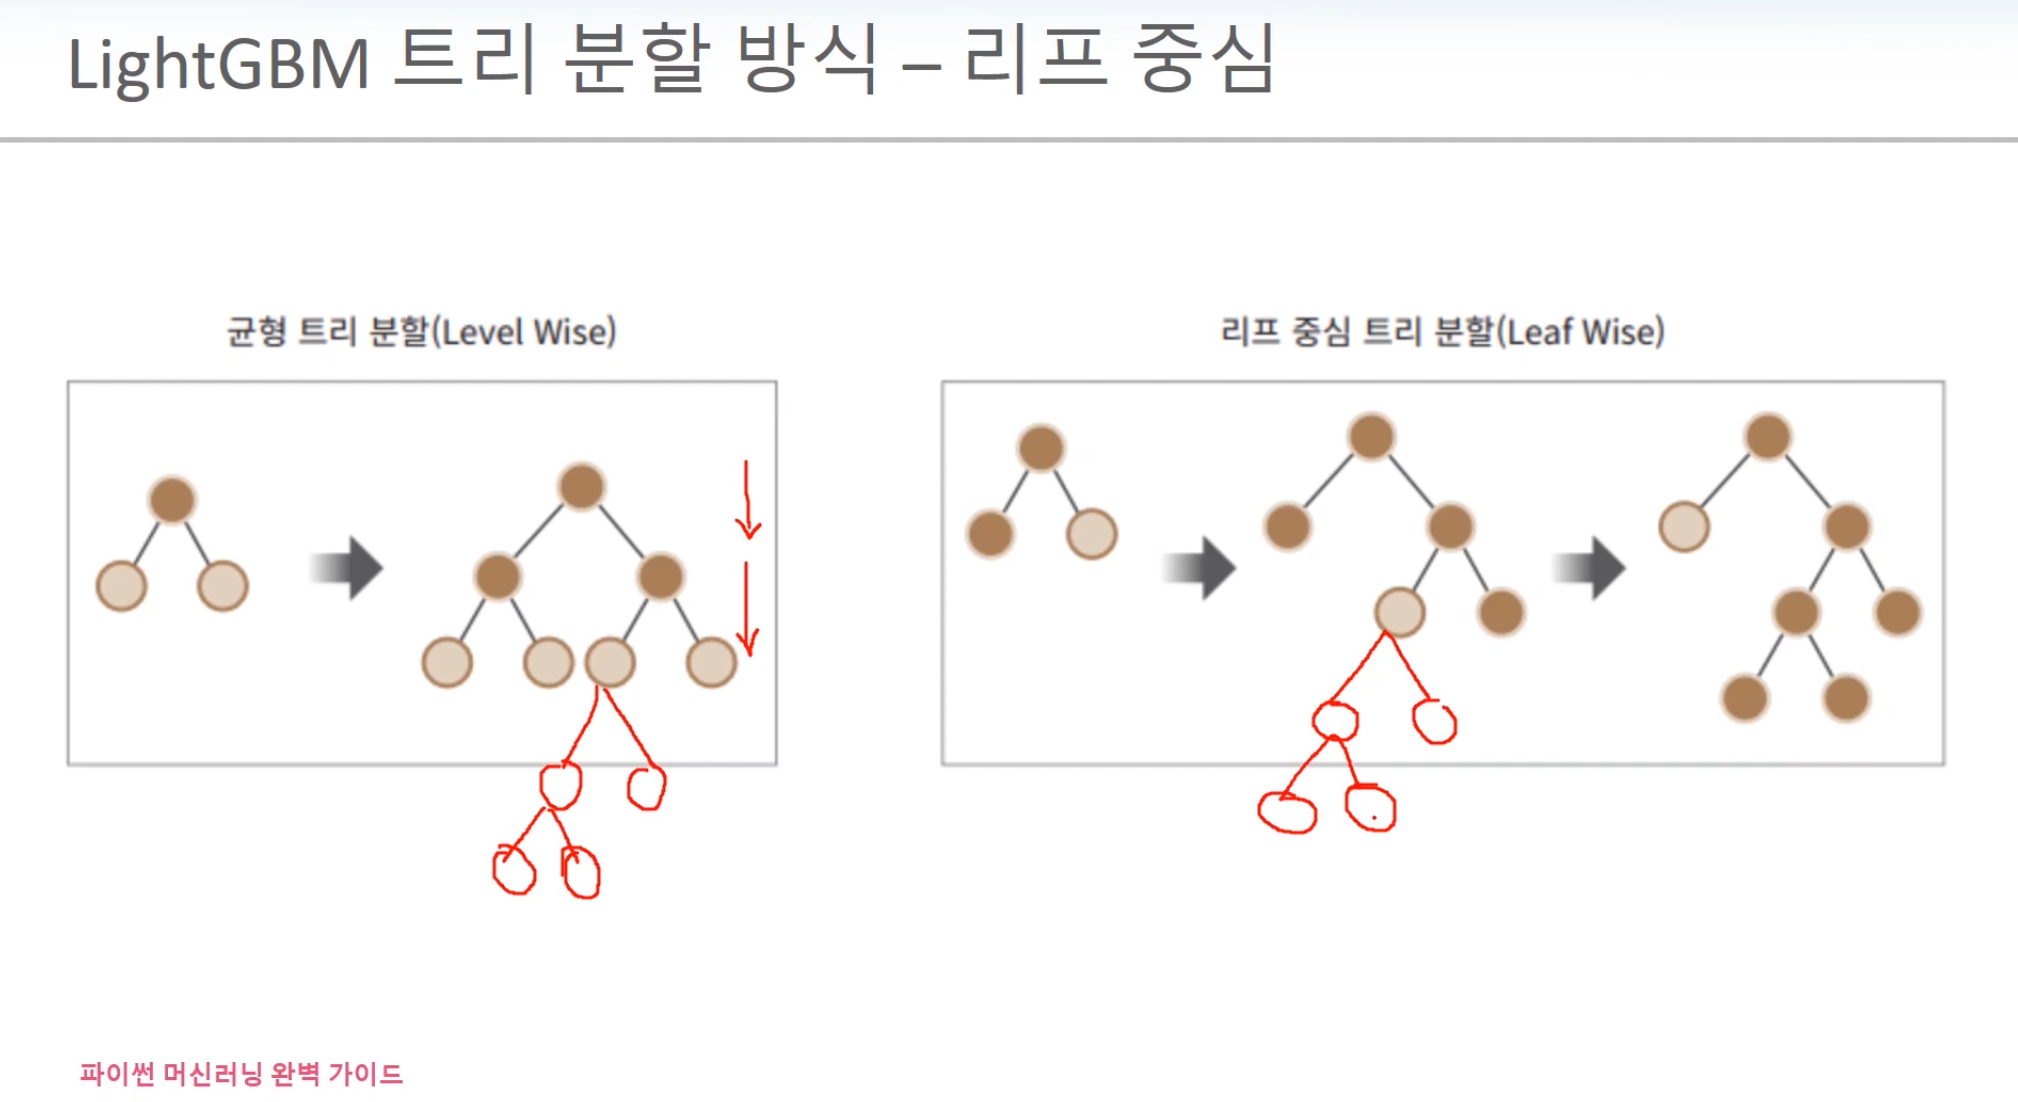 LightGBM 트리 분할 방식 – 리프 중심
균형 트리 분할(Level Wise)
리프 중심 트리 분할(Leaf Wise)
파이썬 머신러닝 완벽 가이드